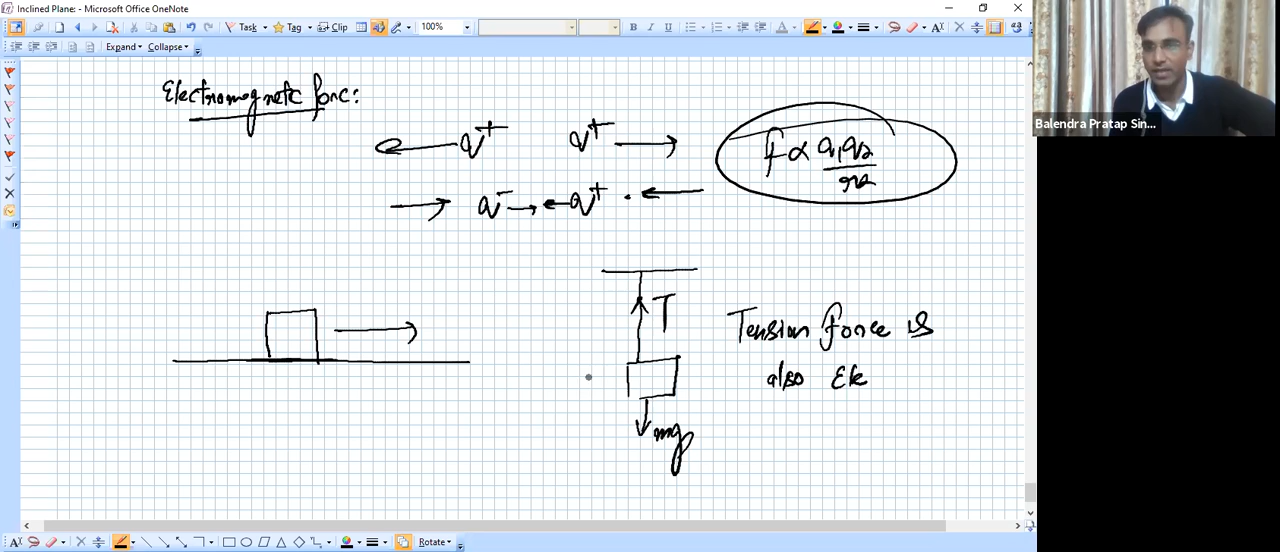 Inclined Plane: - Microsoft Office OneNote
Task Tag Clip 100%
Expand Collapse
Electromagnetic force:
q+ q+
f ∝ q1q2
r2
q- q+
T
Tension force is
also Ele
mg
Balendra Pratap Sin...
Rotate